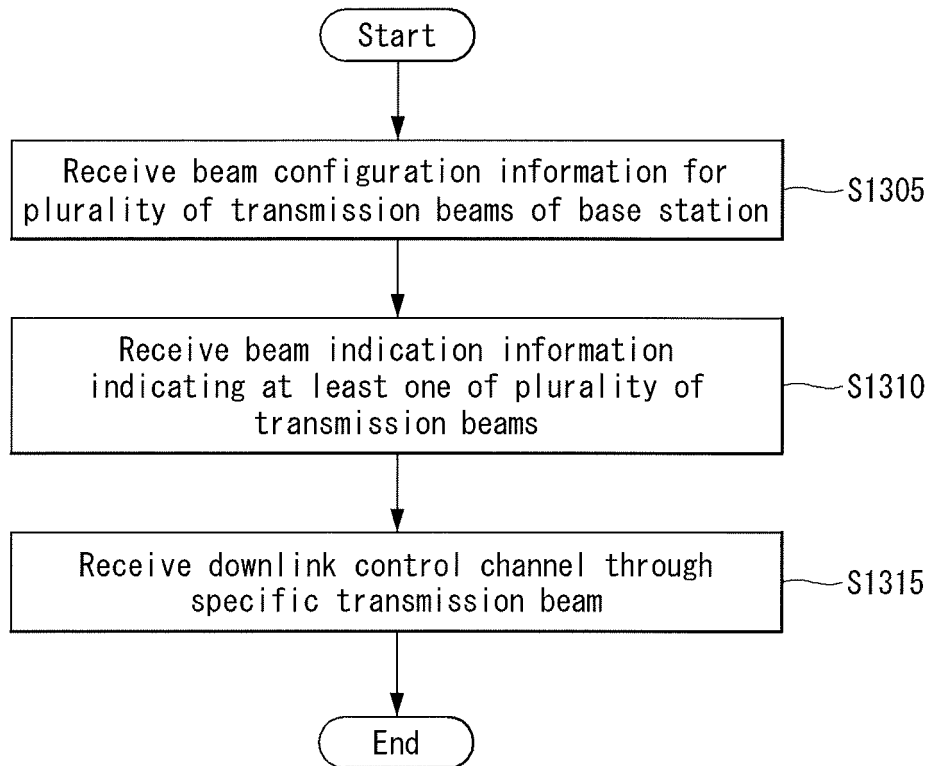 Start
Receive beam configuration information for
plurality of transmission beams of base station
S1305
Receive beam indication information
indicating at least one of plurality of
transmission beams
S1310
Receive downlink control channel through
specific transmission beam
S1315
End